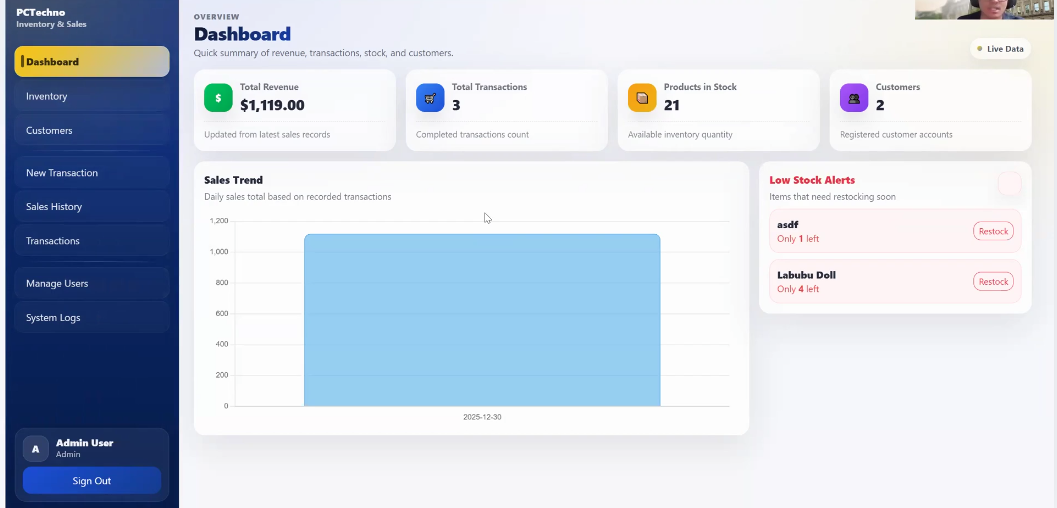 PCTechno
Inventory & Sales
Dashboard
Inventory
Customers
New Transaction
Sales History
Transactions
Manage Users
System Logs
A
Admin User
Admin
Sign Out
OVERVIEW
Dashboard
Quick summary of revenue, transactions, stock, and customers.
Live Data
$
Total Revenue
$1,119.00
Updated from latest sales records
Total Transactions
3
Completed transactions count
Products in Stock
21
Available inventory quantity
Customers
2
Registered customer accounts
Sales Trend
Daily sales total based on recorded transactions
1,200
1,000
800
600
400
200
0
2025-12-30
Low Stock Alerts
Items that need restocking soon
asdf
Only 1 left
Restock
Labubu Doll
Only 4 left
Restock